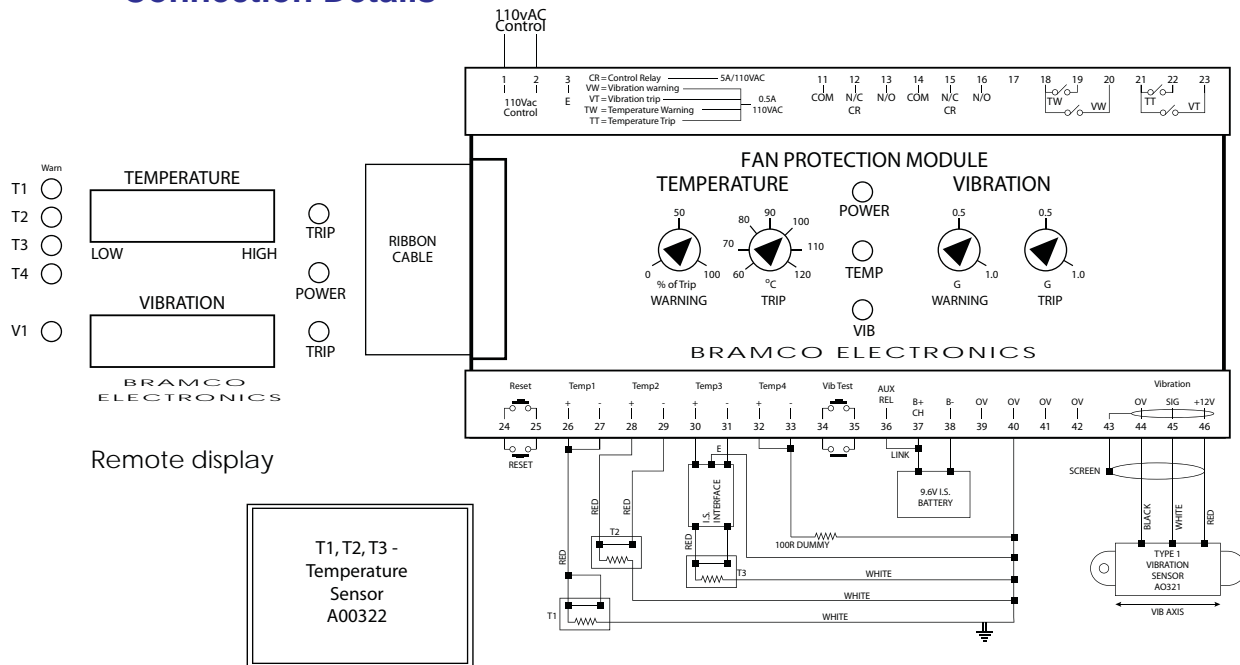 Connection Details
110vAC
Control
1 2 3
110Vac
Control
E
CR = Control Relay
5A/110VAC
VW = Vibration warning
VT = Vibration trip
TW = Temperature Warning
TT = Temperature Trip
0.5A
110VAC
11 12 13 14 15 16 17 18 19 20 21 22 23
COM N/C N/O COM N/C N/O
CR CR
TW VW TT VT
FAN PROTECTION MODULE
TEMPERATURE
VIBRATION
50
0 100
% of Trip
WARNING
60 70 80 90 100 110 120
°C
TRIP
POWER
TEMP
VIB
0.5
1.0
G
WARNING
0.5
1.0
G
TRIP
BRAMCO ELECTRONICS
RIBBON
CABLE
Warn
T1
T2
T3
T4
V1
TEMPERATURE
LOW HIGH
TRIP
POWER
VIBRATION
TRIP
BRAMCO
ELECTRONICS
Remote display
T1, T2, T3 -
Temperature
Sensor
A00322
Reset Temp1 Temp2 Temp3 Temp4 Vib Test AUX
REL B+
CH B- OV OV OV OV Vibration
OV SIG +12V
+ - + - + - + -
24 25 26 27 28 29 30 31 32 33 34 35 36 37 38 39 40 41 42 43 44 45 46
RESET
LINK
E
SCREEN
I.S.
INTERFACE
9.6V I.S.
BATTERY
RED
RED
RED
RED
T2
100R DUMMY
T3
WHITE
WHITE
T1
WHITE
BLACK
WHITE
RED
TYPE 1
VIBRATION
SENSOR
AO321
VIB AXIS